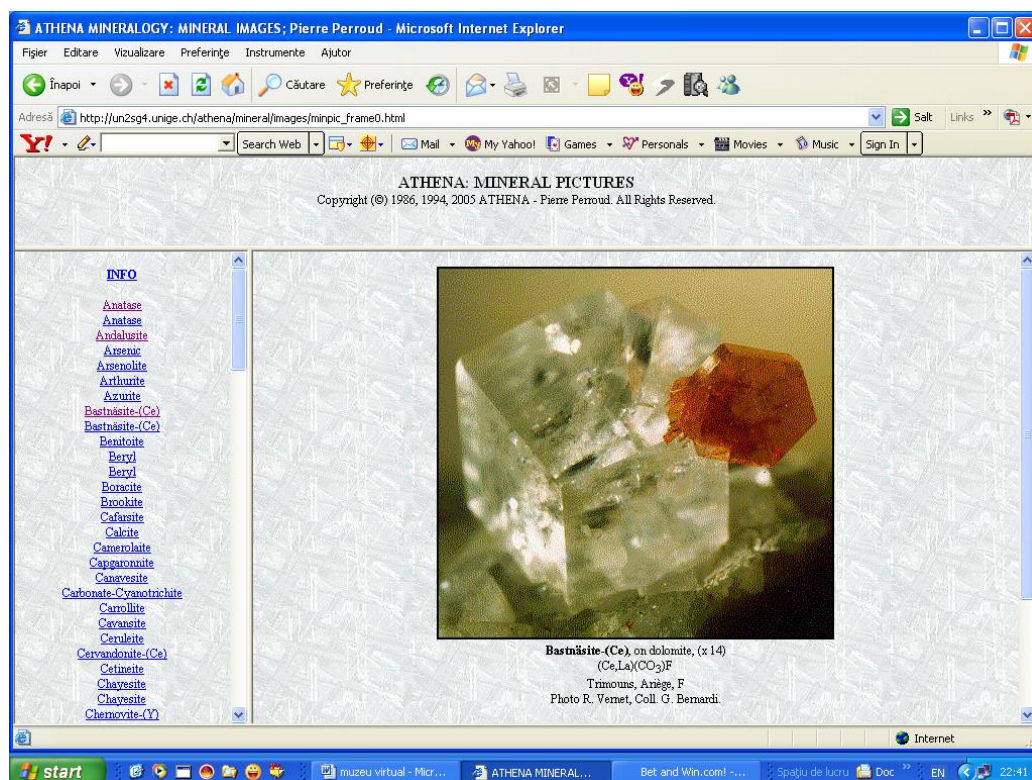 ATHENA MINERALOGY: MINERAL IMAGES; Pierre Perroud - Microsoft Internet Explorer
Fișier Editare Vizualizare Preferințe Instrumente Ajutor
Înapoi Căutare Preferințe
Adresă http://un2sg4.unige.ch/athena/mineral/images/minpic_frame0.html Salt Links »
Y! Search Web Mail My Yahoo! Games Personals Movies Music Sign In
ATHENA: MINERAL PICTURES
Copyright (©) 1986, 1994, 2005 ATHENA - Pierre Perroud. All Rights Reserved.
INFO
Anatase
Anatase
Andalusite
Arsenic
Arsenolite
Arthurite
Azurite
Bastnäsite-(Ce)
Bastnäsite-(Ce)
Benitoite
Beryl
Beryl
Boracite
Brookite
Cafarsite
Calcite
Camerolaite
Capgaronnite
Canavesite
Carbonate-Cyanotrichite
Carrollite
Cavansite
Ceruleite
Cervandonite-(Ce)
Cetineite
Chayesite
Chayesite
Chernovite-(Y)
Bastnäsite-(Ce), on dolomite, (x 14)
(Ce,La)(CO3)F
Trimouns, Ariège, F
Photo R. Vernet, Coll. G. Bernardi.
Internet
start muzeu virtual - Micr... ATHENA MINERAL... Bet and Win.com! -... Spațiu de lucru Doc » EN 22:41